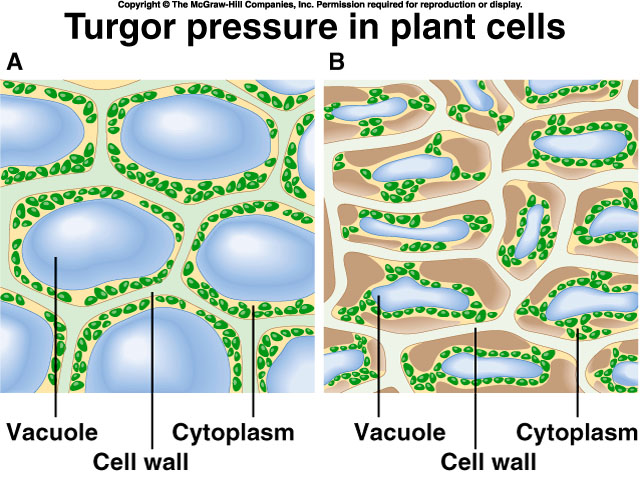 Copyright © The McGraw-Hill Companies, Inc. Permission required for reproduction or display.
Turgor pressure in plant cells
A
B
Vacuole
Cytoplasm
Cell wall
Vacuole
Cytoplasm
Cell wall